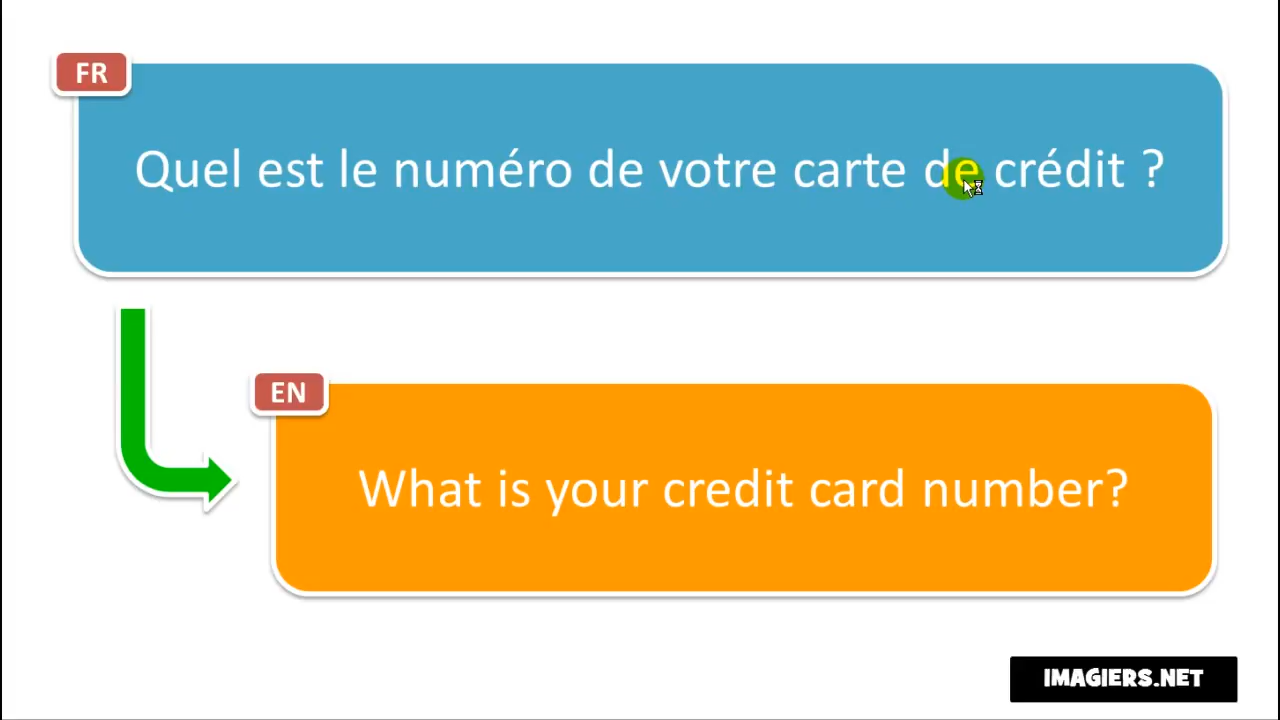 FR
Quel est le numéro de votre carte de crédit ?
EN
What is your credit card number?
IMAGIERS.NET